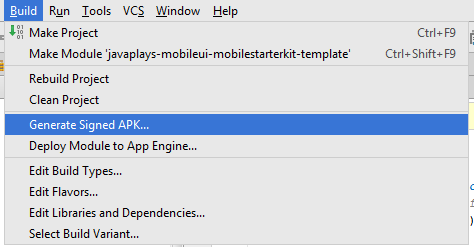 Build Run Tools VCS Window Help
Make Project Ctrl+F9
Make Module 'javaplays-mobileui-mobilestarterkit-template' Ctrl+Shift+F9
Rebuild Project
Clean Project
Generate Signed APK...
Deploy Module to App Engine...
Edit Build Types...
Edit Flavors...
Edit Libraries and Dependencies...
Select Build Variant...